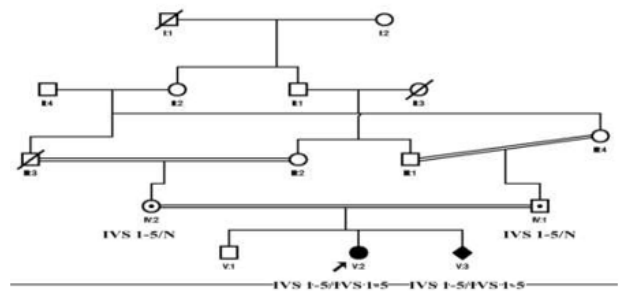 I:1 I:2
II:4 II:2 II:1 II:3
III:4
III:3 III:2 III:1
IV:2 IV:1
IVS 1-5/N IVS 1-5/N
V:1 V:2 V:3
IVS 1-5/IVS 1-5 IVS 1-5/IVS 1-5